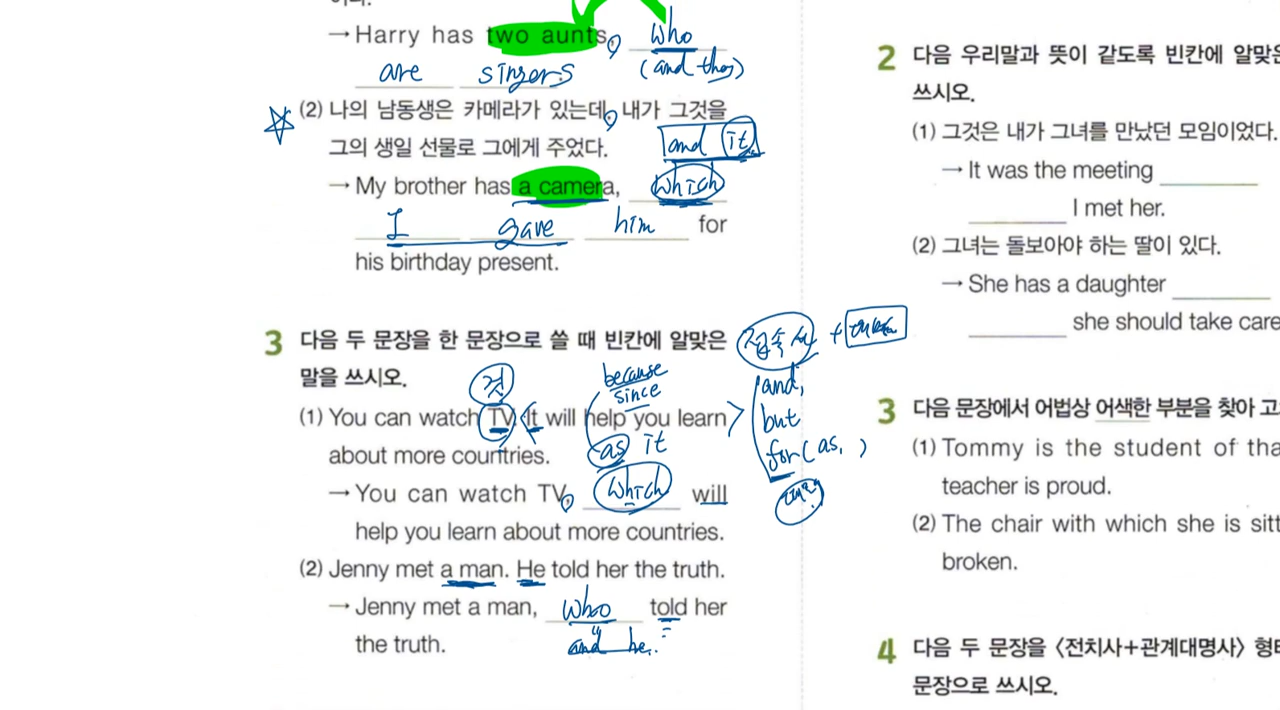 → Harry has two aunts, who
(and they)
are singers
(2) 나의 남동생은 카메라가 있는데, 내가 그것을
그의 생일 선물로 그에게 주었다.
and it
→ My brother has a camera, which
I gave him for
his birthday present.
3 다음 두 문장을 한 문장으로 쓸 때 빈칸에 알맞은
말을 쓰시오.
접속사 +
것
because
since
(1) You can watch TV. It will help you learn
about more countries.
as it
and,
but
for (as, )
→ You can watch TV, which will
help you learn about more countries.
(2) Jenny met a man. He told her the truth.
→ Jenny met a man, who told her
the truth.
and he.
2 다음 우리말과 뜻이 같도록 빈칸에 알맞은
쓰시오.
(1) 그것은 내가 그녀를 만났던 모임이었다.
→ It was the meeting
I met her.
(2) 그녀는 돌보아야 하는 딸이 있다.
→ She has a daughter
she should take care
3 다음 문장에서 어법상 어색한 부분을 찾아 고
(1) Tommy is the student of tha
teacher is proud.
(2) The chair with which she is sitt
broken.
4 다음 두 문장을 〈전치사+관계대명사〉 형태
문장으로 쓰시오.